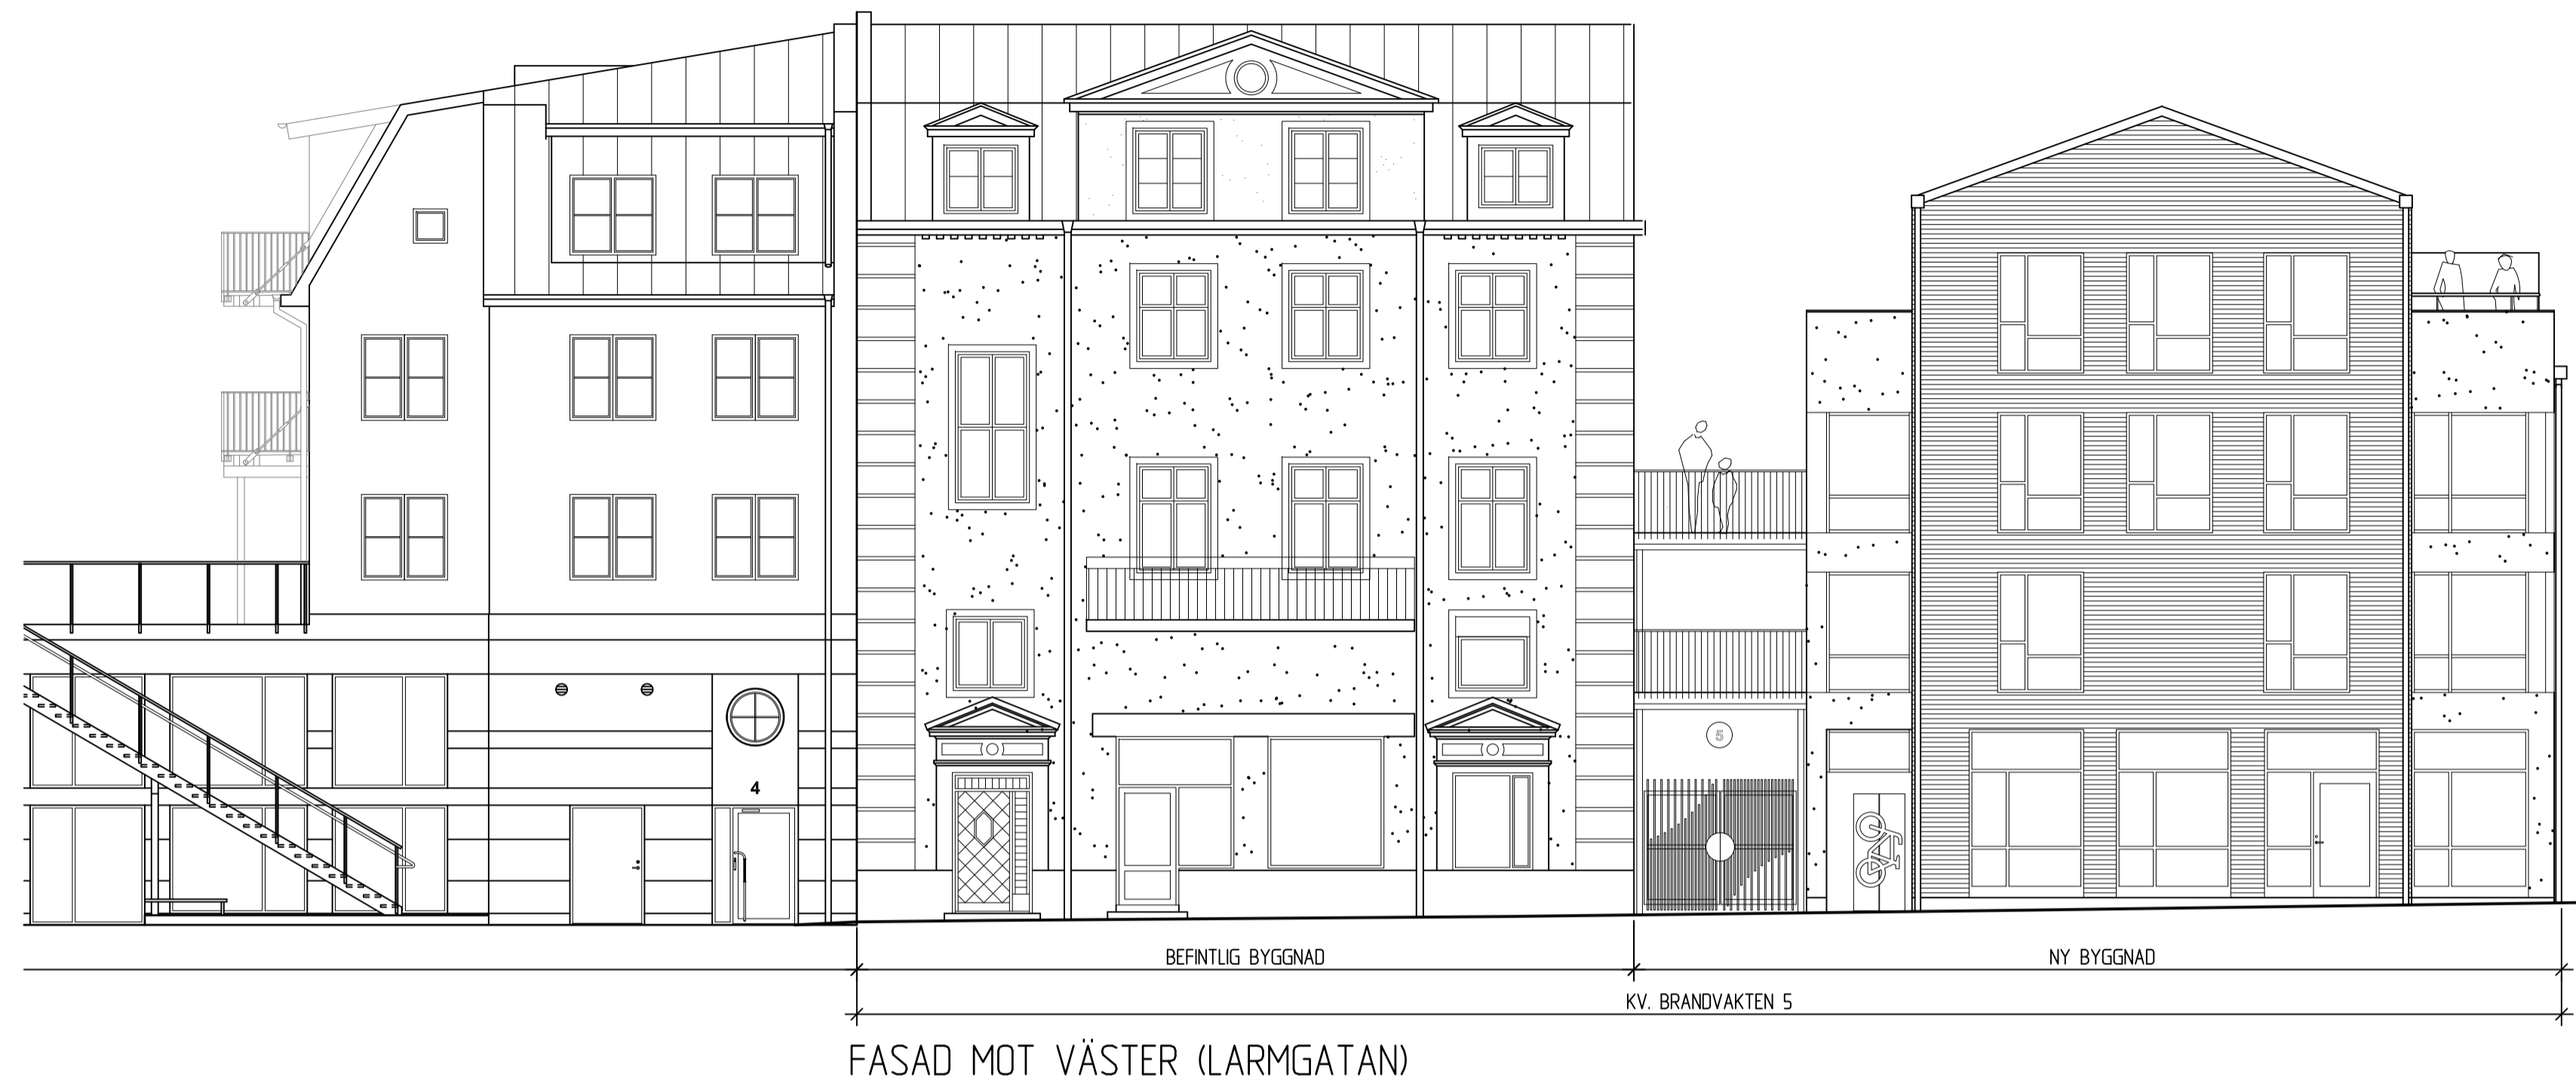 5
4
BEFINTLIG BYGGNAD
NY BYGGNAD
KV. BRANDVAKTEN 5
FASAD MOT VÄSTER (LARMGATAN)